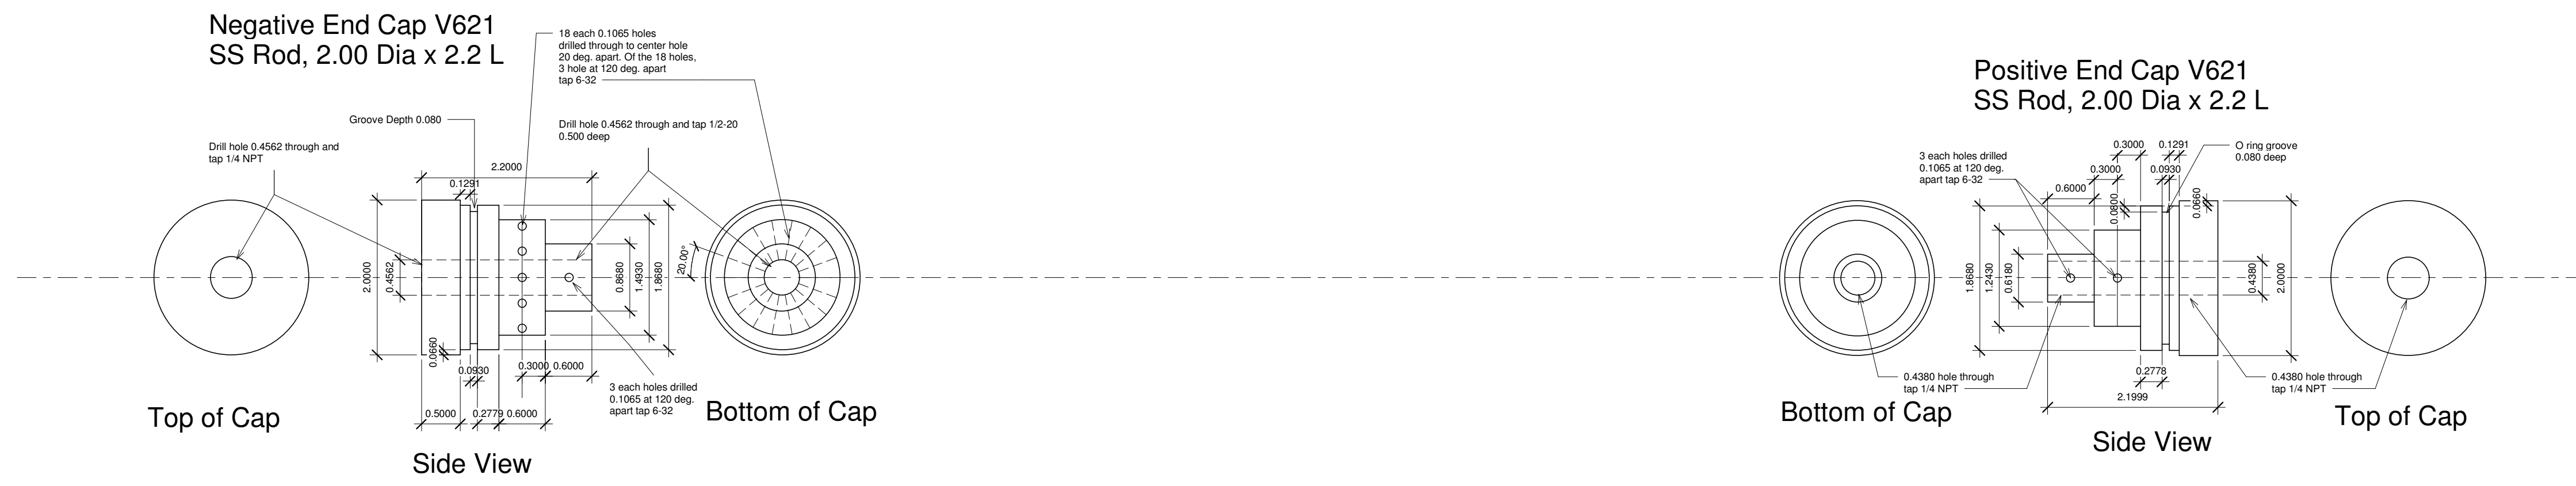 Negative End Cap V621
SS Rod, 2.00 Dia x 2.2 L
18 each 0.1065 holes
drilled through to center hole
20 deg. apart. Of the 18 holes,
3 hole at 120 deg. apart
tap 6-32
Groove Depth 0.080
Drill hole 0.4562 through and tap 1/2-20
0.500 deep
Drill hole 0.4562 through and
tap 1/4 NPT
2.2000
0.1291
2.0000
0.4562
0.0660
0.0930
0.3000
0.6000
0.8680
1.4930
1.8680
20.00°
0.5000
0.2779
0.6000
3 each holes drilled
0.1065 at 120 deg.
apart tap 6-32
Top of Cap
Side View
Bottom of Cap
Positive End Cap V621
SS Rod, 2.00 Dia x 2.2 L
3 each holes drilled
0.1065 at 120 deg.
apart tap 6-32
0.3000
0.1291
O ring groove
0.080 deep
0.3000
0.0930
0.6000
0.0800
0.0660
1.8680
1.2430
0.6180
0.4380
2.0000
0.4380 hole through
tap 1/4 NPT
0.2778
2.1999
0.4380 hole through
tap 1/4 NPT
Bottom of Cap
Side View
Top of Cap